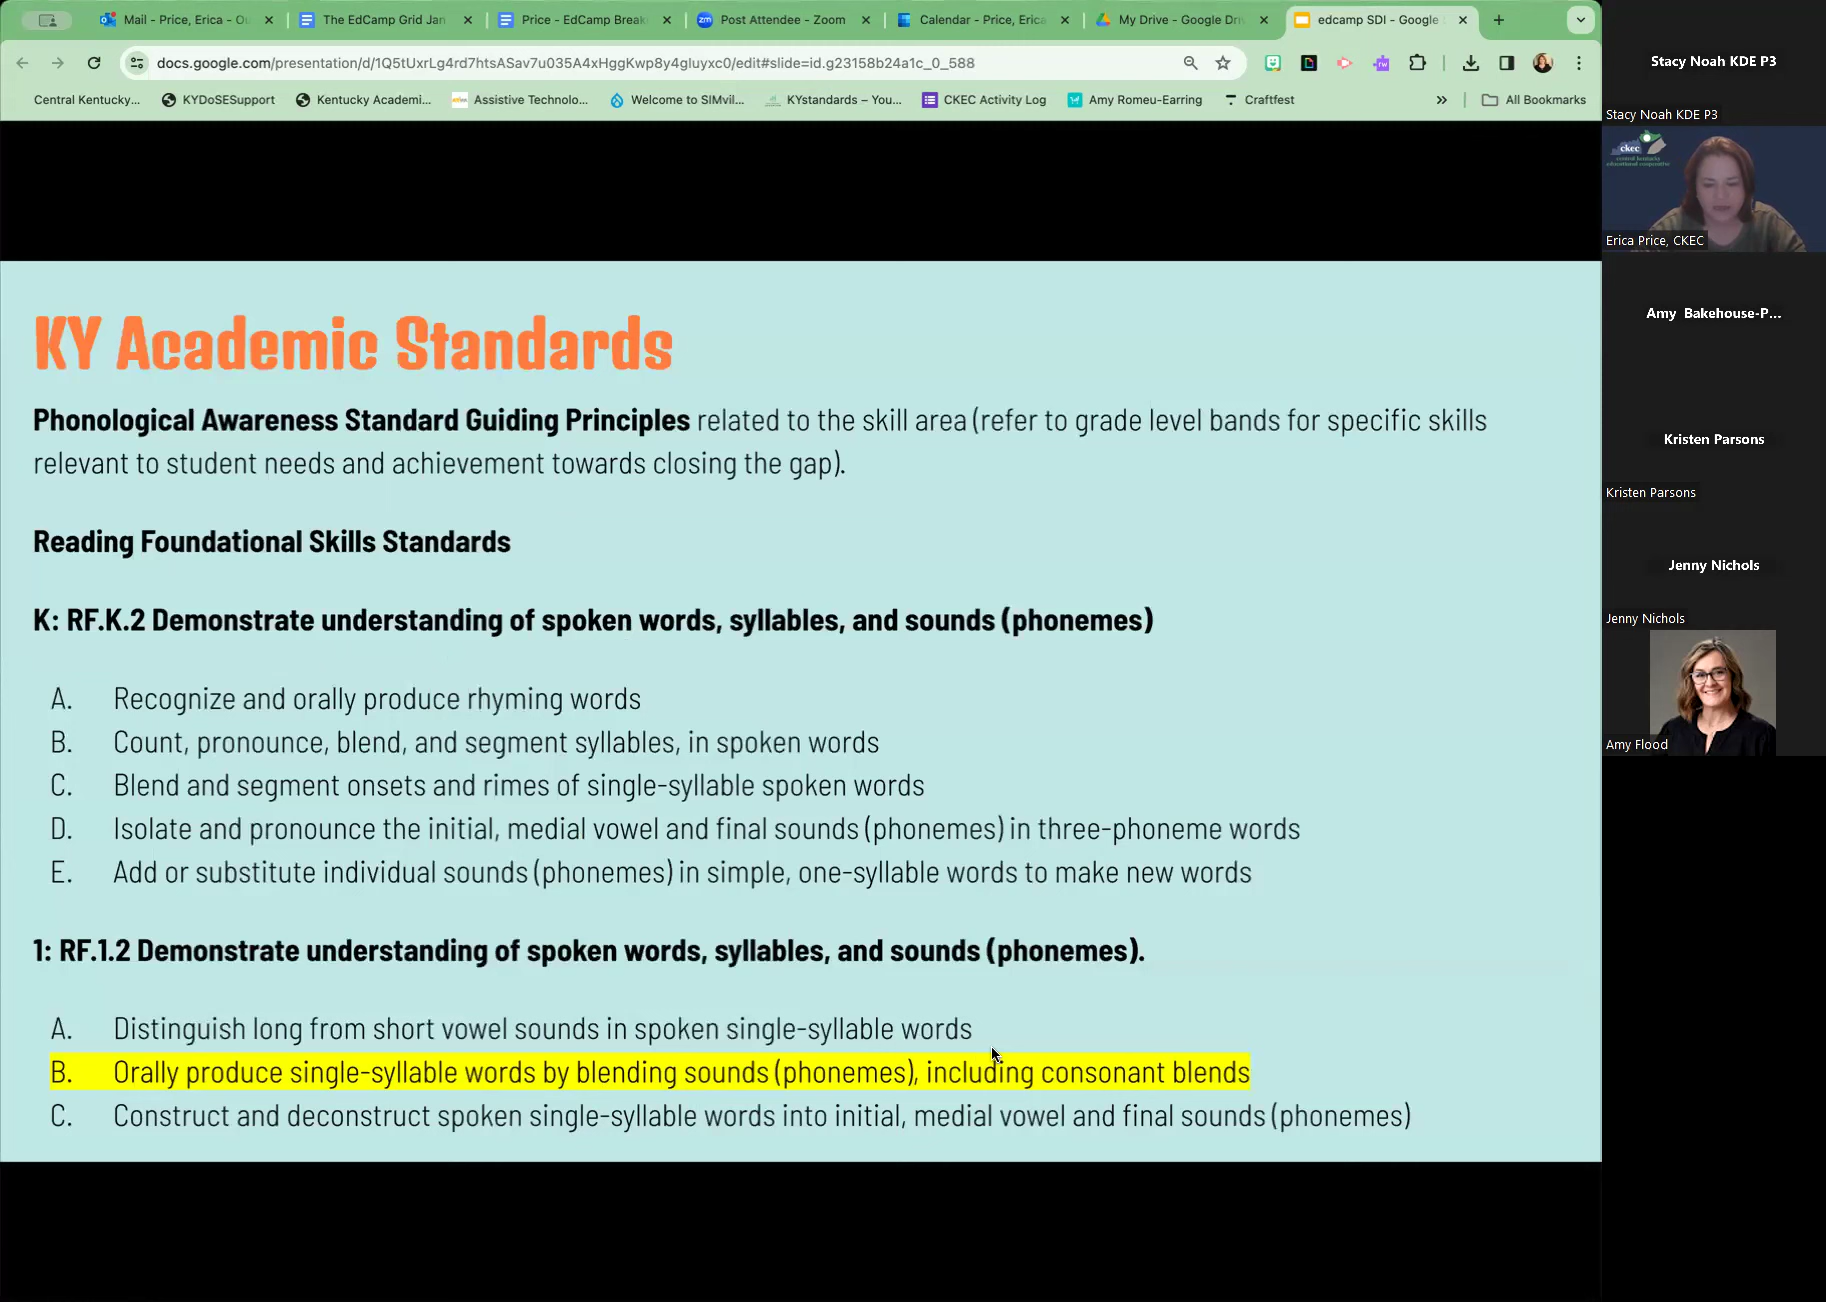 Mail - Price, Erica - Ou
The EdCamp Grid Jan
Price - EdCamp Break
Post Attendee - Zoom
Calendar - Price, Erica
My Drive - Google Dri
edcamp SDI - Google
docs.google.com/presentation/d/1Q5tUxrLg4rd7htsASav7u035A4xHggKwp8y4gluyxc0/edit#slide=id.g23158b24a1c_0_588
Central Kentucky...
KYDoSESupport
Kentucky Academi...
Assistive Technolo...
Welcome to SIMvil...
KYstandards – You...
CKEC Activity Log
Amy Romeu-Earring
Craftfest
All Bookmarks
KY Academic Standards
Phonological Awareness Standard Guiding Principles related to the skill area (refer to grade level bands for specific skills
relevant to student needs and achievement towards closing the gap).
Reading Foundational Skills Standards
K: RF.K.2 Demonstrate understanding of spoken words, syllables, and sounds (phonemes)
A. Recognize and orally produce rhyming words
B. Count, pronounce, blend, and segment syllables, in spoken words
C. Blend and segment onsets and rimes of single-syllable spoken words
D. Isolate and pronounce the initial, medial vowel and final sounds (phonemes) in three-phoneme words
E. Add or substitute individual sounds (phonemes) in simple, one-syllable words to make new words
1: RF.1.2 Demonstrate understanding of spoken words, syllables, and sounds (phonemes).
A. Distinguish long from short vowel sounds in spoken single-syllable words
B. Orally produce single-syllable words by blending sounds (phonemes), including consonant blends
C. Construct and deconstruct spoken single-syllable words into initial, medial vowel and final sounds (phonemes)
Stacy Noah KDE P3
Stacy Noah KDE P3
ckec
central kentucky
educational cooperative
Erica Price, CKEC
Amy Bakehouse-P...
Kristen Parsons
Kristen Parsons
Jenny Nichols
Jenny Nichols
Amy Flood